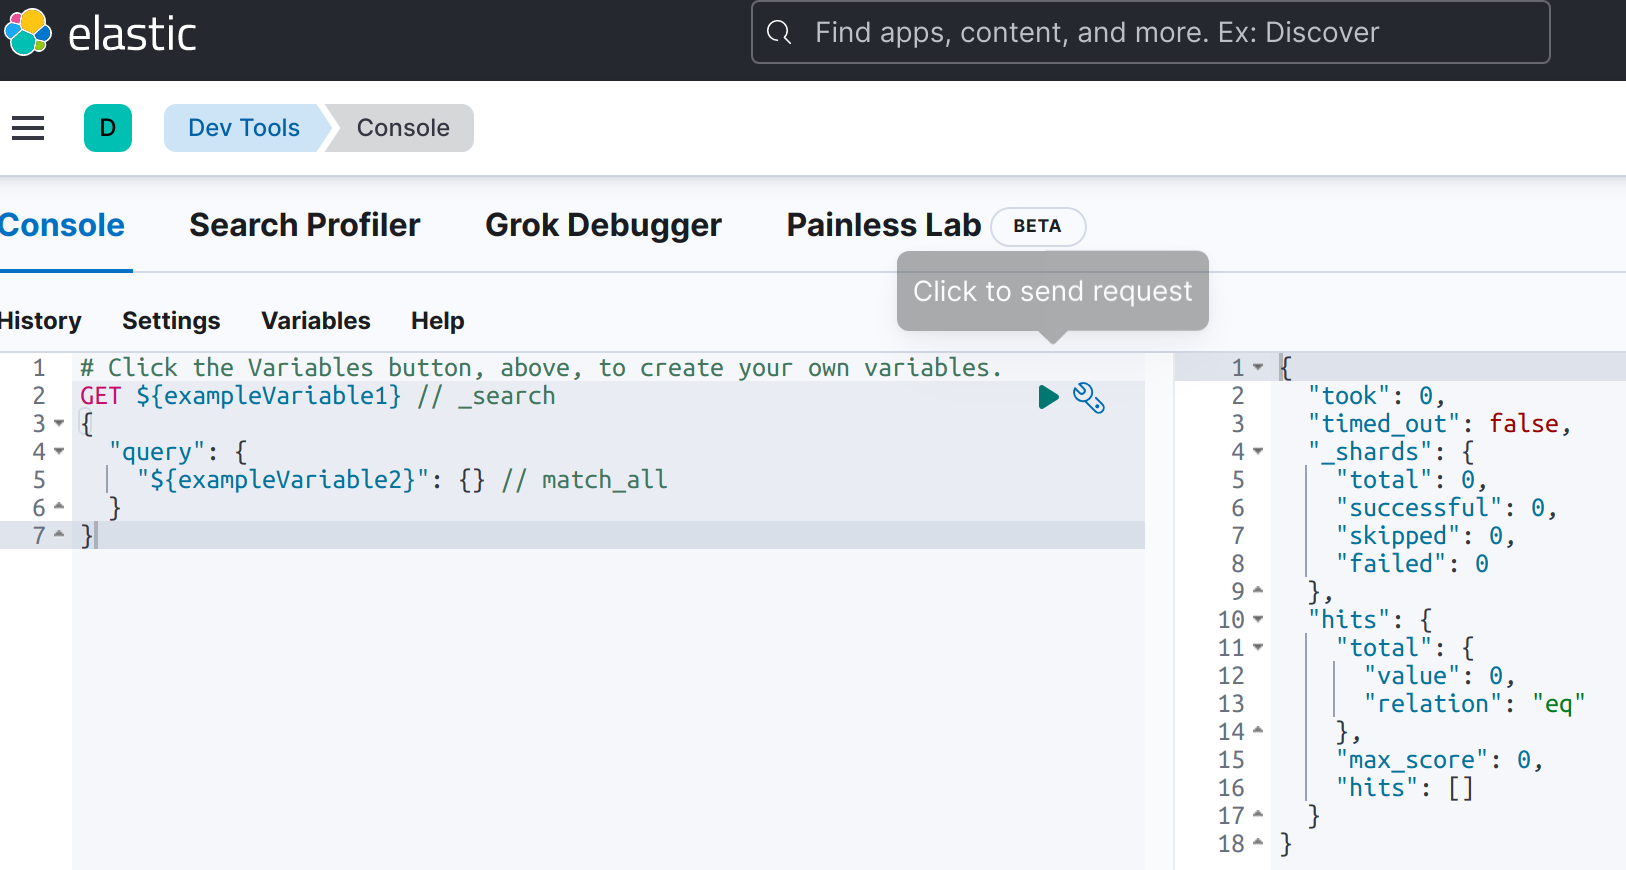 elastic
Find apps, content, and more. Ex: Discover
D
Dev Tools
Console
Console
Search Profiler
Grok Debugger
Painless Lab
BETA
Click to send request
History
Settings
Variables
Help
1 # Click the Variables button, above, to create your own variables.
2 GET ${exampleVariable1} // _search
3 {
4 "query": {
5 "${exampleVariable2}": {} // match_all
6 }
7 }
1 {
2 "took": 0,
3 "timed_out": false,
4 "_shards": {
5 "total": 0,
6 "successful": 0,
7 "skipped": 0,
8 "failed": 0
9 },
10 "hits": {
11 "total": {
12 "value": 0,
13 "relation": "eq"
14 },
15 "max_score": 0,
16 "hits": []
17 }
18 }